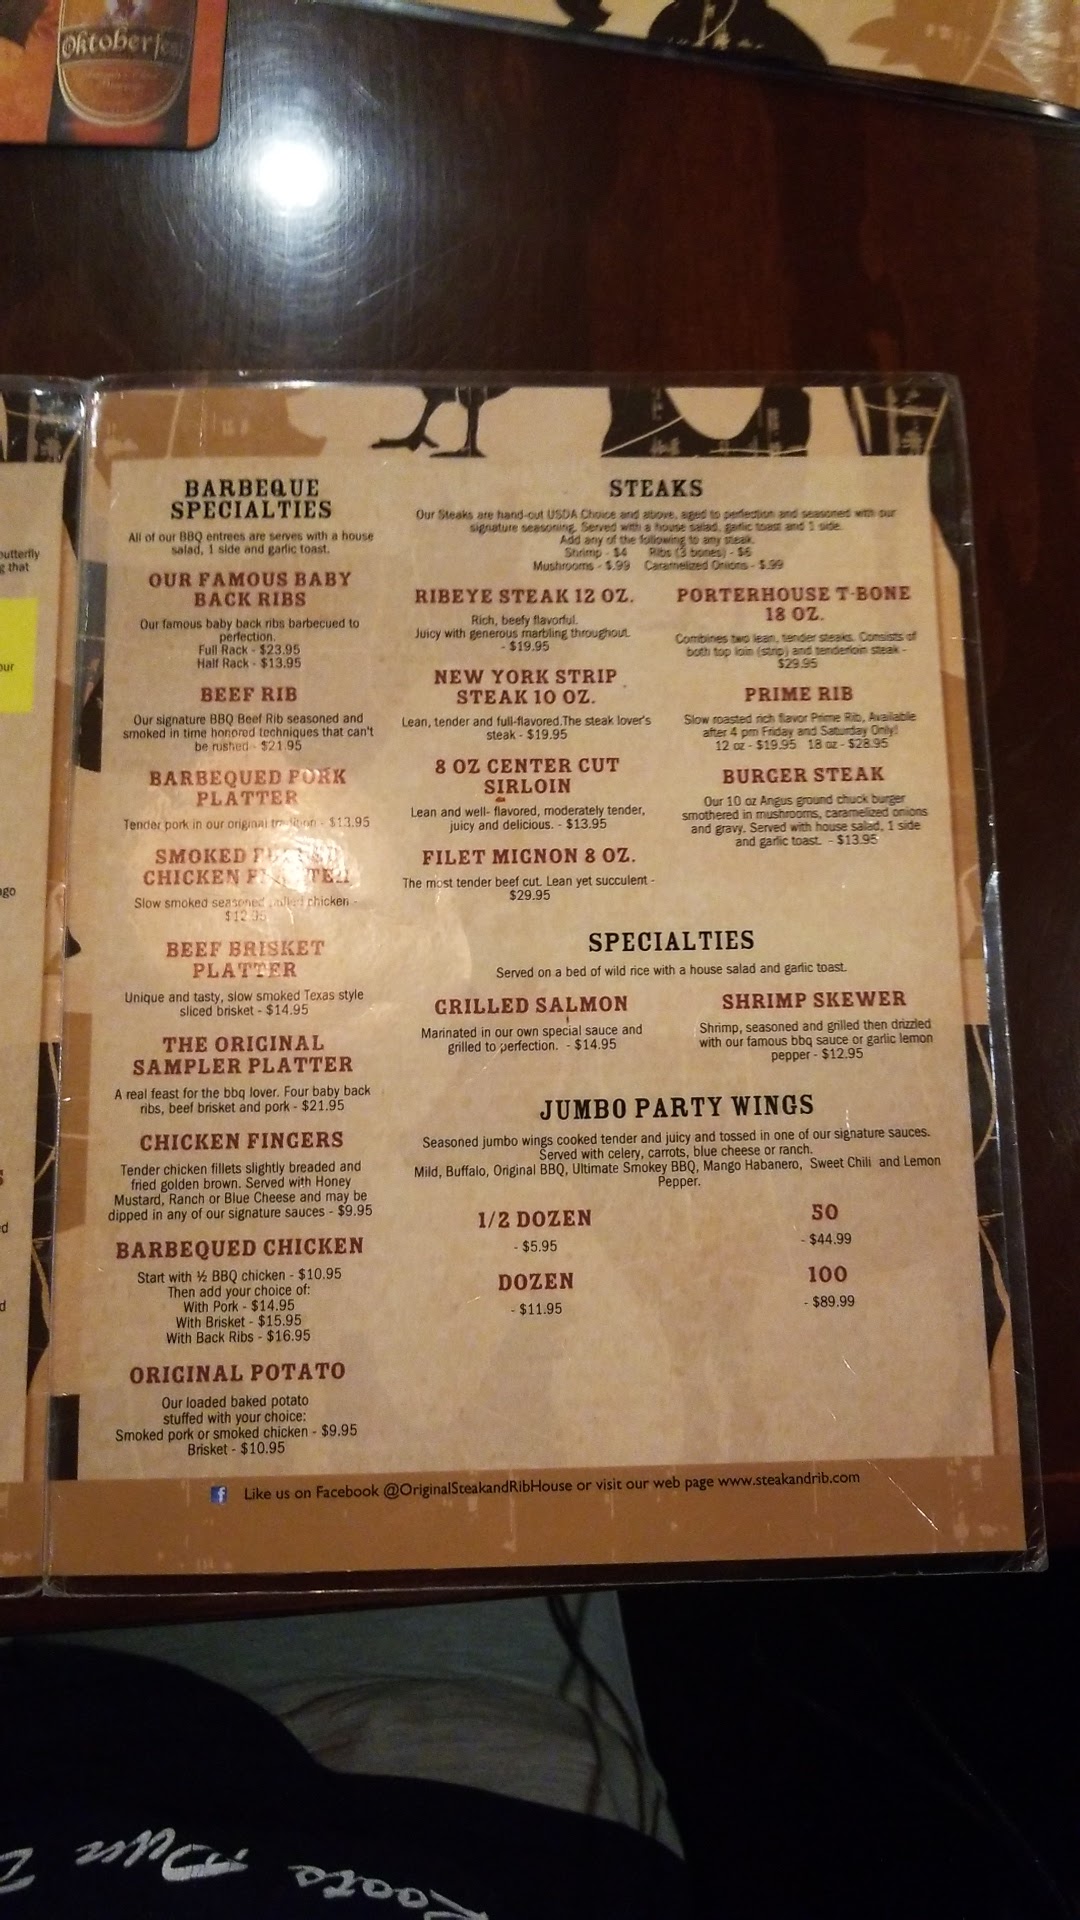 Oktoberfest
BARBEQUE
SPECIALTIES
All of our BBQ entrees are serves with a house
salad, 1 side and garlic toast.
OUR FAMOUS BABY
BACK RIBS
Our famous baby back ribs barbecued to
perfection.
Full Rack - $23.95
Half Rack - $13.95
BEEF RIB
Our signature BBQ Beef Rib seasoned and
smoked in time honored techniques that can't
be rushed - $21.95
BARBEQUED PORK
PLATTER
Tender pork in our original tradition - $13.95
SMOKED PULLED
CHICKEN PLATTER
Slow smoked seasoned pulled chicken -
$12.95
BEEF BRISKET
PLATTER
Unique and tasty, slow smoked Texas style
sliced brisket - $14.95
THE ORIGINAL
SAMPLER PLATTER
A real feast for the bbq lover. Four baby back
ribs, beef brisket and pork - $21.95
CHICKEN FINGERS
Tender chicken fillets slightly breaded and
fried golden brown. Served with Honey
Mustard, Ranch or Blue Cheese and may be
dipped in any of our signature sauces - $9.95
BARBEQUED CHICKEN
Start with ½ BBQ chicken - $10.95
Then add your choice of:
With Pork - $14.95
With Brisket - $15.95
With Back Ribs - $16.95
ORIGINAL POTATO
Our loaded baked potato
stuffed with your choice:
Smoked pork or smoked chicken - $9.95
Brisket - $10.95
STEAKS
Our Steaks are hand-cut USDA Choice and above, aged to perfection and seasoned with our
signature seasoning. Served with a house salad, garlic toast and 1 side.
Add any of the following to any steak.
Shrimp - $4 Ribs (3 bones) - $6
Mushrooms - $.99 Caramelized Onions - $.99
RIBEYE STEAK 12 OZ.
Rich, beefy flavorful.
Juicy with generous marbling throughout.
- $19.95
NEW YORK STRIP
STEAK 10 OZ.
Lean, tender and full-flavored.The steak lover's
steak - $19.95
8 OZ CENTER CUT
SIRLOIN
Lean and well- flavored, moderately tender,
juicy and delicious. - $13.95
FILET MIGNON 8 OZ.
The most tender beef cut. Lean yet succulent -
$29.95
PORTERHOUSE T-BONE
18 OZ.
Combines two lean, tender steaks. Consists of
both top loin (strip) and tenderloin steak -
$29.95
PRIME RIB
Slow roasted rich flavor Prime Rib, Available
after 4 pm Friday and Saturday Only!
12 oz - $19.95 18 oz - $28.95
BURGER STEAK
Our 10 oz Angus ground chuck burger
smothered in mushrooms, caramelized onions
and gravy. Served with house salad, 1 side
and garlic toast. - $13.95
SPECIALTIES
Served on a bed of wild rice with a house salad and garlic toast.
GRILLED SALMON
Marinated in our own special sauce and
grilled to perfection. - $14.95
SHRIMP SKEWER
Shrimp, seasoned and grilled then drizzled
with our famous bbq sauce or garlic lemon
pepper - $12.95
JUMBO PARTY WINGS
Seasoned jumbo wings cooked tender and juicy and tossed in one of our signature sauces.
Served with celery, carrots, blue cheese or ranch.
Mild, Buffalo, Original BBQ, Ultimate Smokey BBQ, Mango Habanero, Sweet Chili and Lemon
Pepper.
1/2 DOZEN
- $5.95
DOZEN
- $11.95
50
- $44.99
100
- $89.99
Like us on Facebook @OriginalSteakandRibHouse or visit our web page www.steakandrib.com